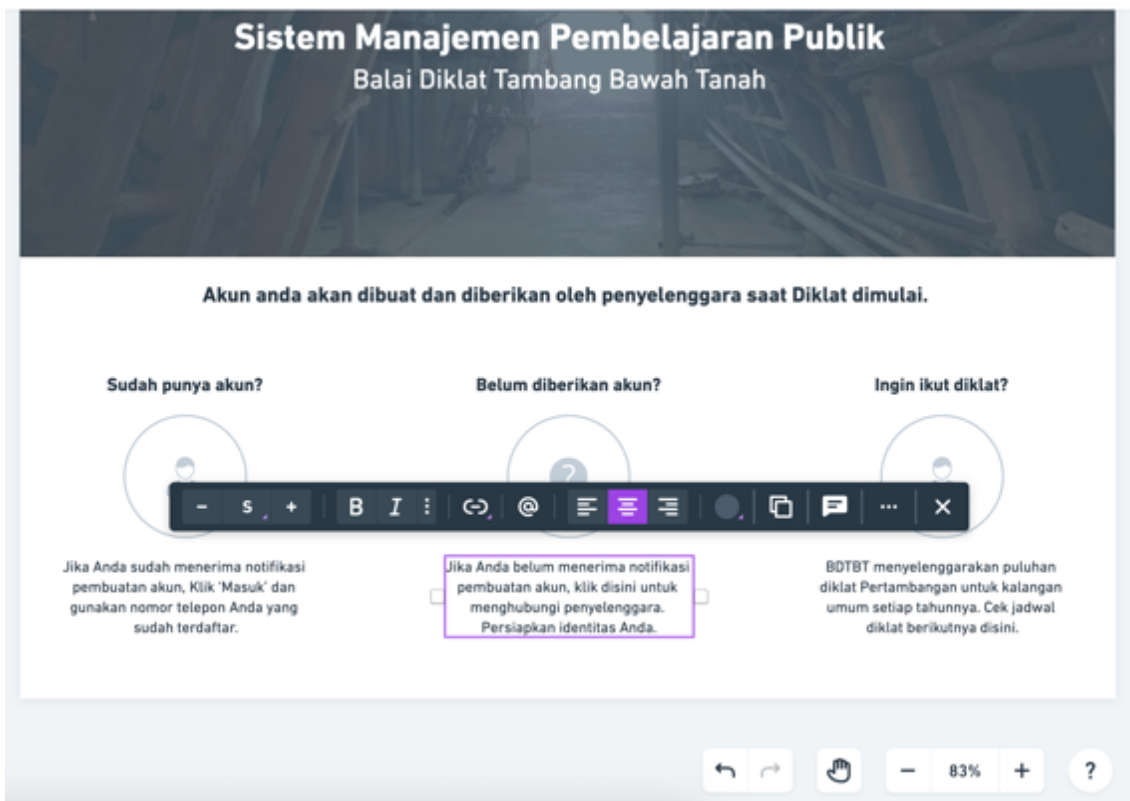 Sistem Manajemen Pembelajaran Publik
Balai Diklat Tambang Bawah Tanah
Akun anda akan dibuat dan diberikan oleh penyelenggara saat Diklat dimulai.
Sudah punya akun?
Belum diberikan akun?
Ingin ikut diklat?
?
- S + B I @
Jika Anda sudah menerima notifikasi
pembuatan akun, Klik 'Masuk' dan
gunakan nomor telepon Anda yang
sudah terdaftar.
Jika Anda belum menerima notifikasi
pembuatan akun, klik disini untuk
menghubungi penyelenggara.
Persiapkan identitas Anda.
BDTBT menyelenggarakan puluhan
diklat Pertambangan untuk kalangan
umum setiap tahunnya. Cek jadwal
diklat berikutnya disini.
- 83% + ?